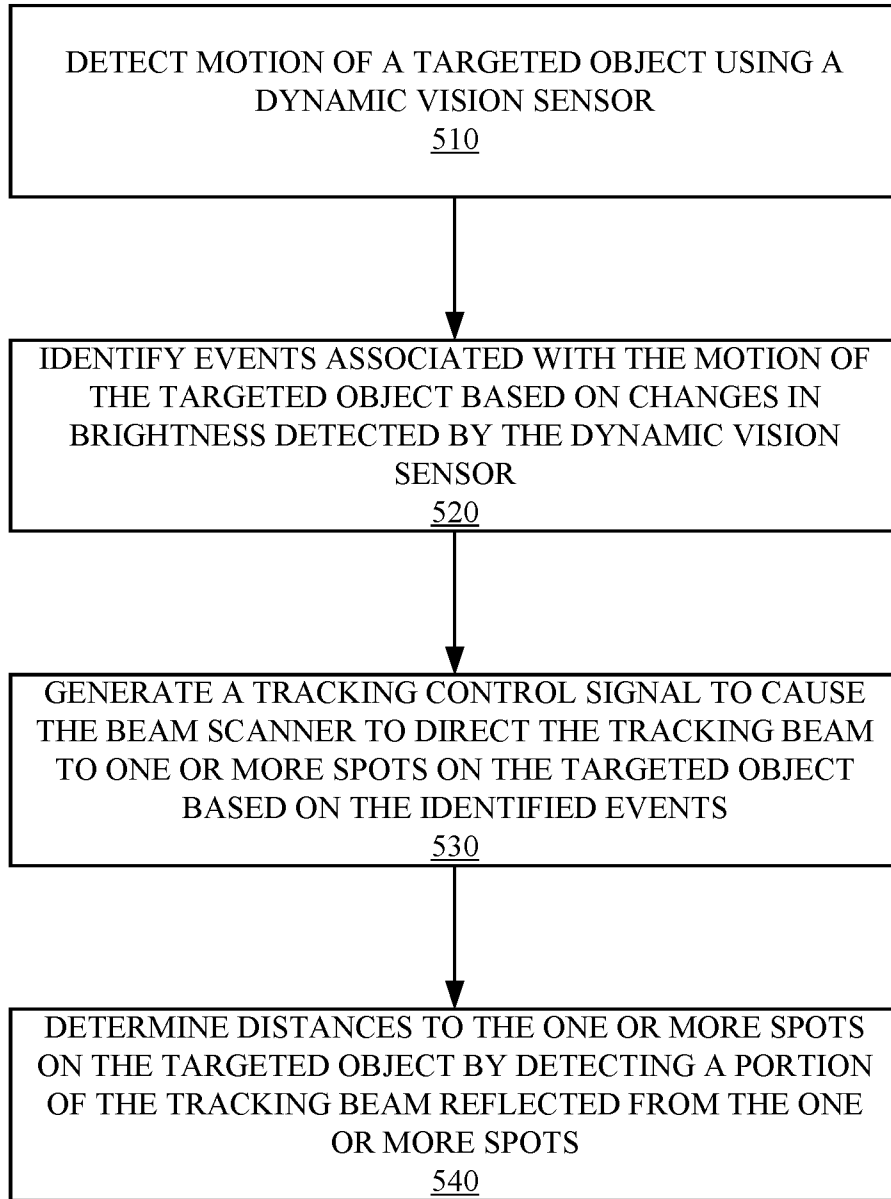 DETECT MOTION OF A TARGETED OBJECT USING A
DYNAMIC VISION SENSOR
510
IDENTIFY EVENTS ASSOCIATED WITH THE MOTION OF
THE TARGETED OBJECT BASED ON CHANGES IN
BRIGHTNESS DETECTED BY THE DYNAMIC VISION
SENSOR
520
GENERATE A TRACKING CONTROL SIGNAL TO CAUSE
THE BEAM SCANNER TO DIRECT THE TRACKING BEAM
TO ONE OR MORE SPOTS ON THE TARGETED OBJECT
BASED ON THE IDENTIFIED EVENTS
530
DETERMINE DISTANCES TO THE ONE OR MORE SPOTS
ON THE TARGETED OBJECT BY DETECTING A PORTION
OF THE TRACKING BEAM REFLECTED FROM THE ONE
OR MORE SPOTS
540